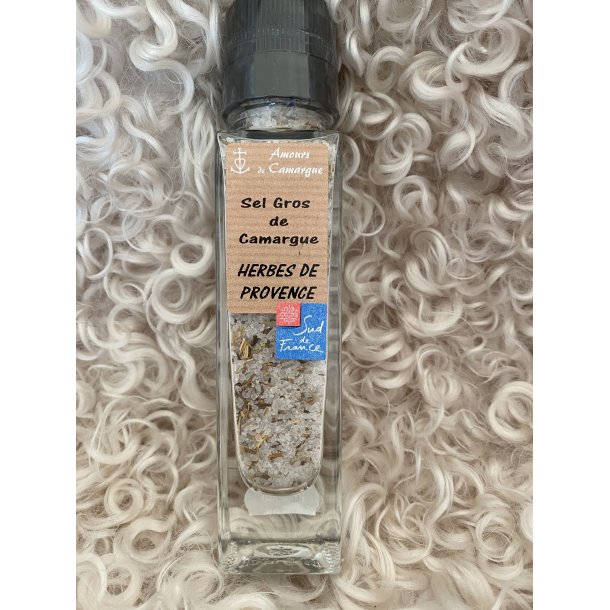 Amours
de Camargue
Sel Gros
de
Camargue
HERBES DE
PROVENCE
Sud
de
France